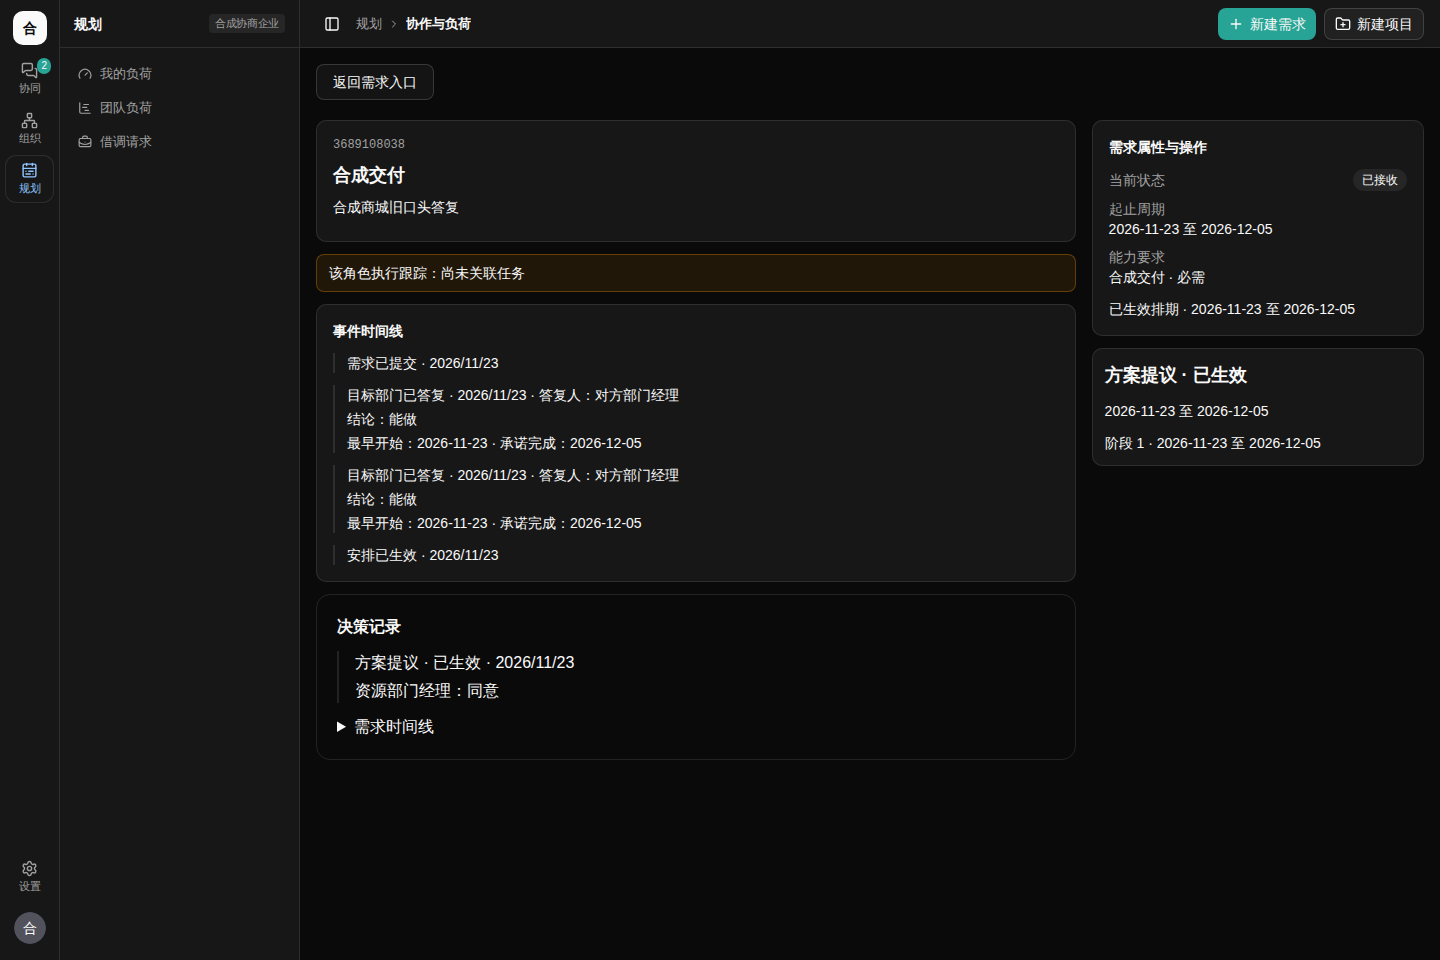 合
协同
2
组织
规划
设置
合
规划
合成协商企业
我的负荷
团队负荷
借调请求
规划
协作与负荷
新建需求
新建项目
返回需求入口
3689108038
合成交付
合成商城旧口头答复
该角色执行跟踪：尚未关联任务
事件时间线
需求已提交 · 2026/11/23
目标部门已答复 · 2026/11/23 · 答复人：对方部门经理
结论：能做
最早开始：2026-11-23 · 承诺完成：2026-12-05
目标部门已答复 · 2026/11/23 · 答复人：对方部门经理
结论：能做
最早开始：2026-11-23 · 承诺完成：2026-12-05
安排已生效 · 2026/11/23
决策记录
方案提议 · 已生效 · 2026/11/23
资源部门经理：同意
需求时间线
需求属性与操作
当前状态
已接收
起止周期
2026-11-23 至 2026-12-05
能力要求
合成交付 · 必需
已生效排期 · 2026-11-23 至 2026-12-05
方案提议 · 已生效
2026-11-23 至 2026-12-05
阶段 1 · 2026-11-23 至 2026-12-05